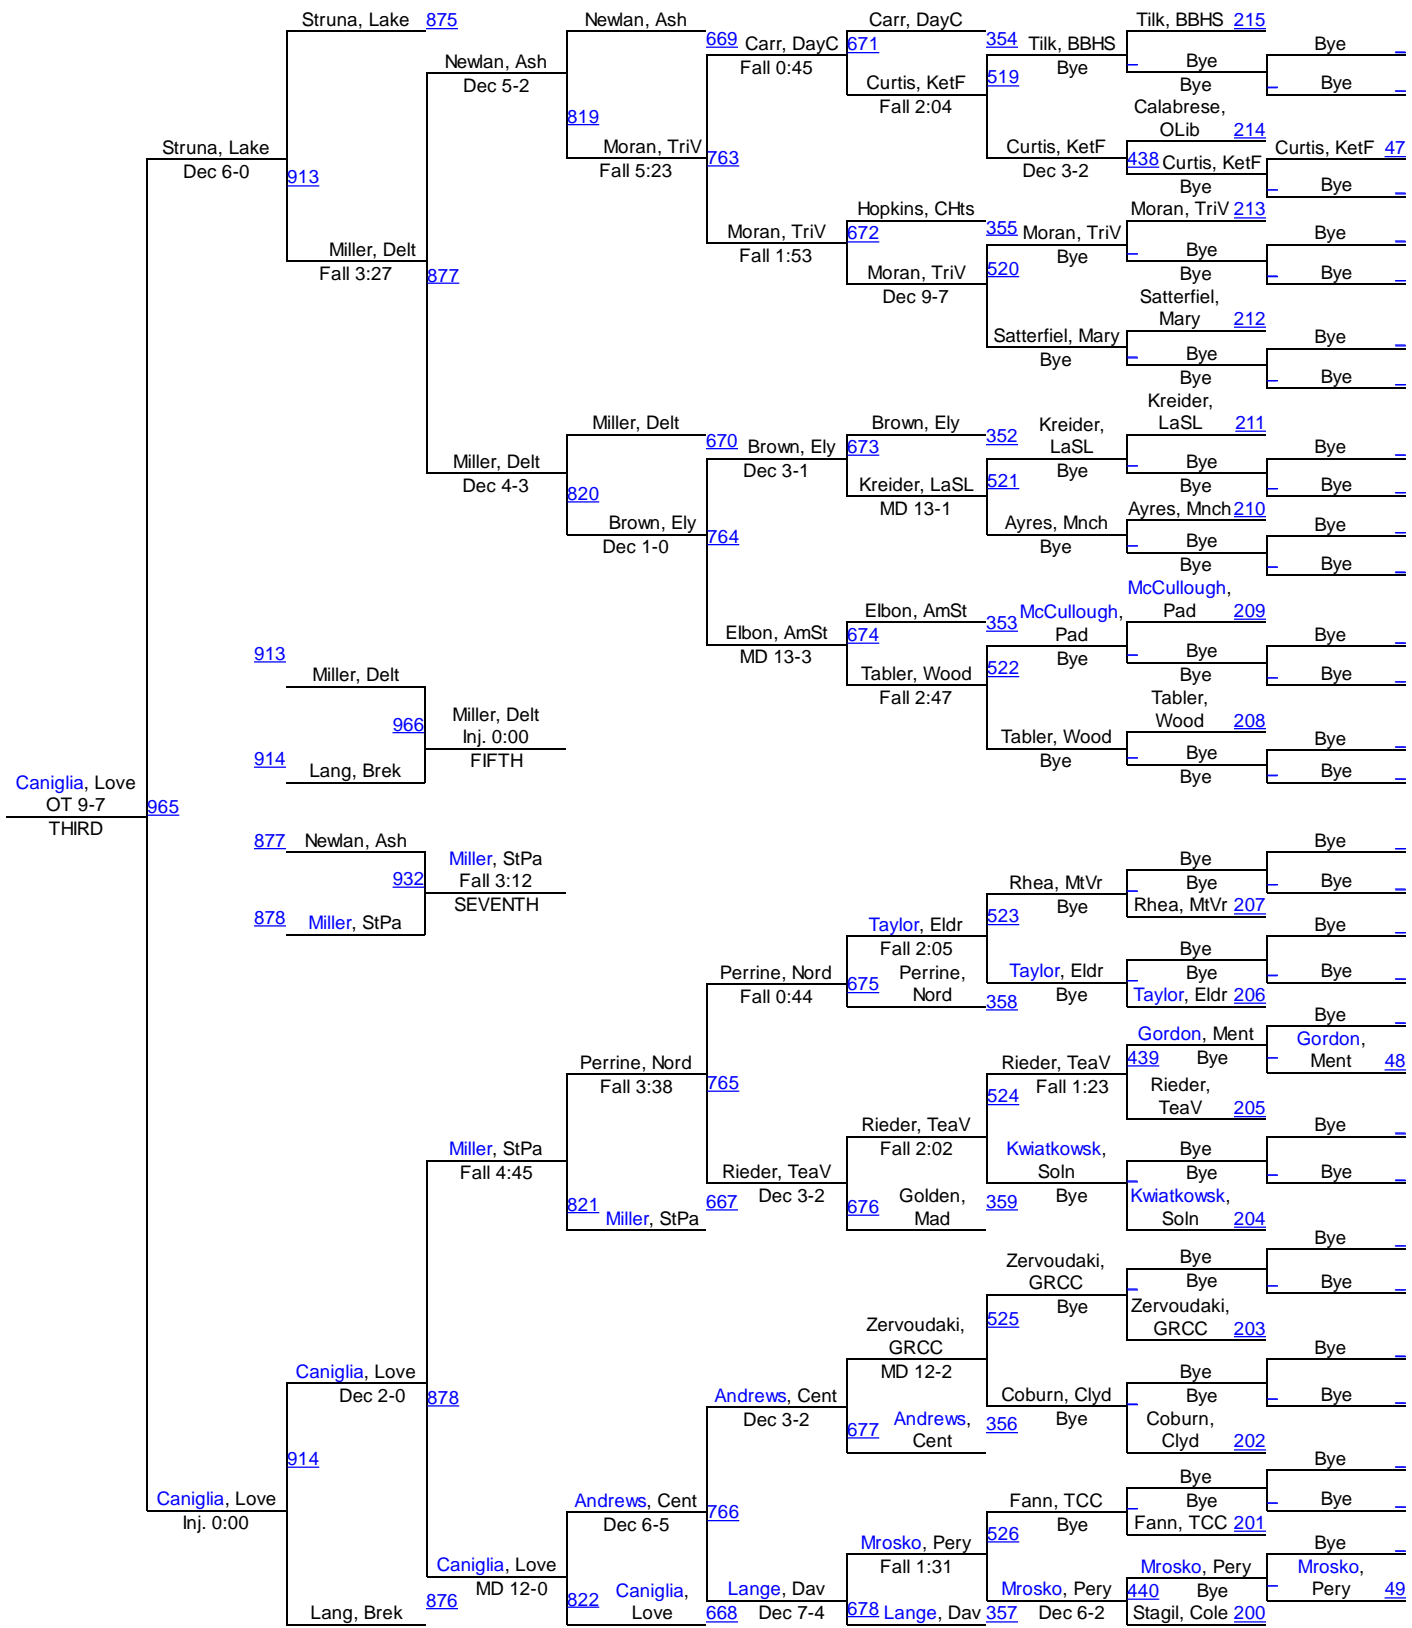 Struna, Lake 875
Newlan, Ash
Carr, DayC
Tilk, BBHS 215
669 Carr, DayC 671
354 Tilk, BBHS
Bye _
Newlan, Ash
Fall 0:45
Bye
_ Bye
Dec 5-2
Curtis, KetF 519
Bye _ Bye _
Fall 2:04
Calabrese,
819
OLib 214
Struna, Lake
Moran, TriV 763
Curtis, KetF
Curtis, KetF 47
Dec 6-0
Fall 5:23
Dec 3-2
438 Curtis, KetF
913
Bye _ Bye _
Hopkins, CHts
Moran, TriV 213
Moran, TriV 672
355 Moran, TriV
Bye _
Miller, Delt
Fall 1:53
Bye
_ Bye
Fall 3:27 877
Moran, TriV 520
Bye _ Bye _
Dec 9-7
Satterfiel,
Mary 212
Satterfiel, Mary
Bye _
Bye
_ Bye
Bye _ Bye _
Kreider,
Miller, Delt
Brown, Ely
LaSL 211
670 Brown, Ely 673
352 Kreider,
LaSL
Bye _
Miller, Delt
Dec 3-1
Bye
_ Bye
Dec 4-3 820
Kreider, LaSL 521
Bye _ Bye _
MD 13-1
Brown, Ely 764
Ayres, Mnch
Ayres, Mnch 210
Dec 1-0
Bye
Bye _
_ Bye
Bye _ Bye _
McCullough,
Elbon, AmSt
353 McCullough,
Pad 209
Elbon, AmSt 674
Pad
Bye _
913
MD 13-3
Bye
_ Bye
Miller, Delt
Tabler, Wood 522
Bye _ Bye _
Fall 2:47
Tabler,
966
Miller, Delt
Wood 208
Inj. 0:00
Tabler, Wood
Bye _
914
FIFTH
Bye
_ Bye
Lang, Brek
Bye _ Bye _
Caniglia, Love
OT 9-7 965
THIRD
877 Newlan, Ash
Bye _
932
Miller, StPa
Bye
Fall 3:12
Rhea, MtVr _ Bye _ Bye _
878 Miller, StPa
SEVENTH
Bye
Rhea, MtVr 207
Taylor, Eldr 523
Bye _
Fall 2:05
Bye
Perrine, Nord
Perrine,
Taylor, Eldr _ Bye _ Bye _
Fall 0:44 675
Nord 358
Bye
Taylor, Eldr 206
Bye _
Gordon, Ment
Gordon,
Perrine, Nord
Rieder, TeaV 439 Bye _
Ment 48
Fall 3:38 765
524 Fall 1:23
Rieder,
TeaV 205
Rieder, TeaV
Bye _
Miller, StPa
Fall 2:02
Kwiatkowsk,
Bye
Fall 4:45
Rieder, TeaV
Soln _ Bye _ Bye _
821 Miller, StPa 667 Dec 3-2
676 Golden,
Mad
359 Bye
Kwiatkowsk,
Soln 204
Bye _
Zervoudaki,
Bye
GRCC _ Bye _ Bye _
525 Bye
Zervoudaki,
Zervoudaki,
GRCC 203
GRCC
Bye _
Caniglia, Love
MD 12-2
Bye
Dec 2-0 878
Andrews, Cent
Coburn, Clyd _ Bye _ Bye _
Dec 3-2
677 Andrews,
Cent
356 Bye
Coburn,
Clyd 202
914
Bye _
Bye
Caniglia, Love
Andrews, Cent 766
Fann, TCC _ Bye _ Bye _
Inj. 0:00
Dec 6-5
526 Bye
Fann, TCC 201
Mrosko, Pery
Bye _
Fall 1:31
Mrosko, Pery
Mrosko,
Caniglia, Love
Lange, Dav
Mrosko, Pery 440 Bye _
Pery 49
Lang, Brek 876 MD 12-0 822 Caniglia,
Love 668 Dec 7-4 678 Lange, Dav 357 Dec 6-2 Stagil, Cole 200